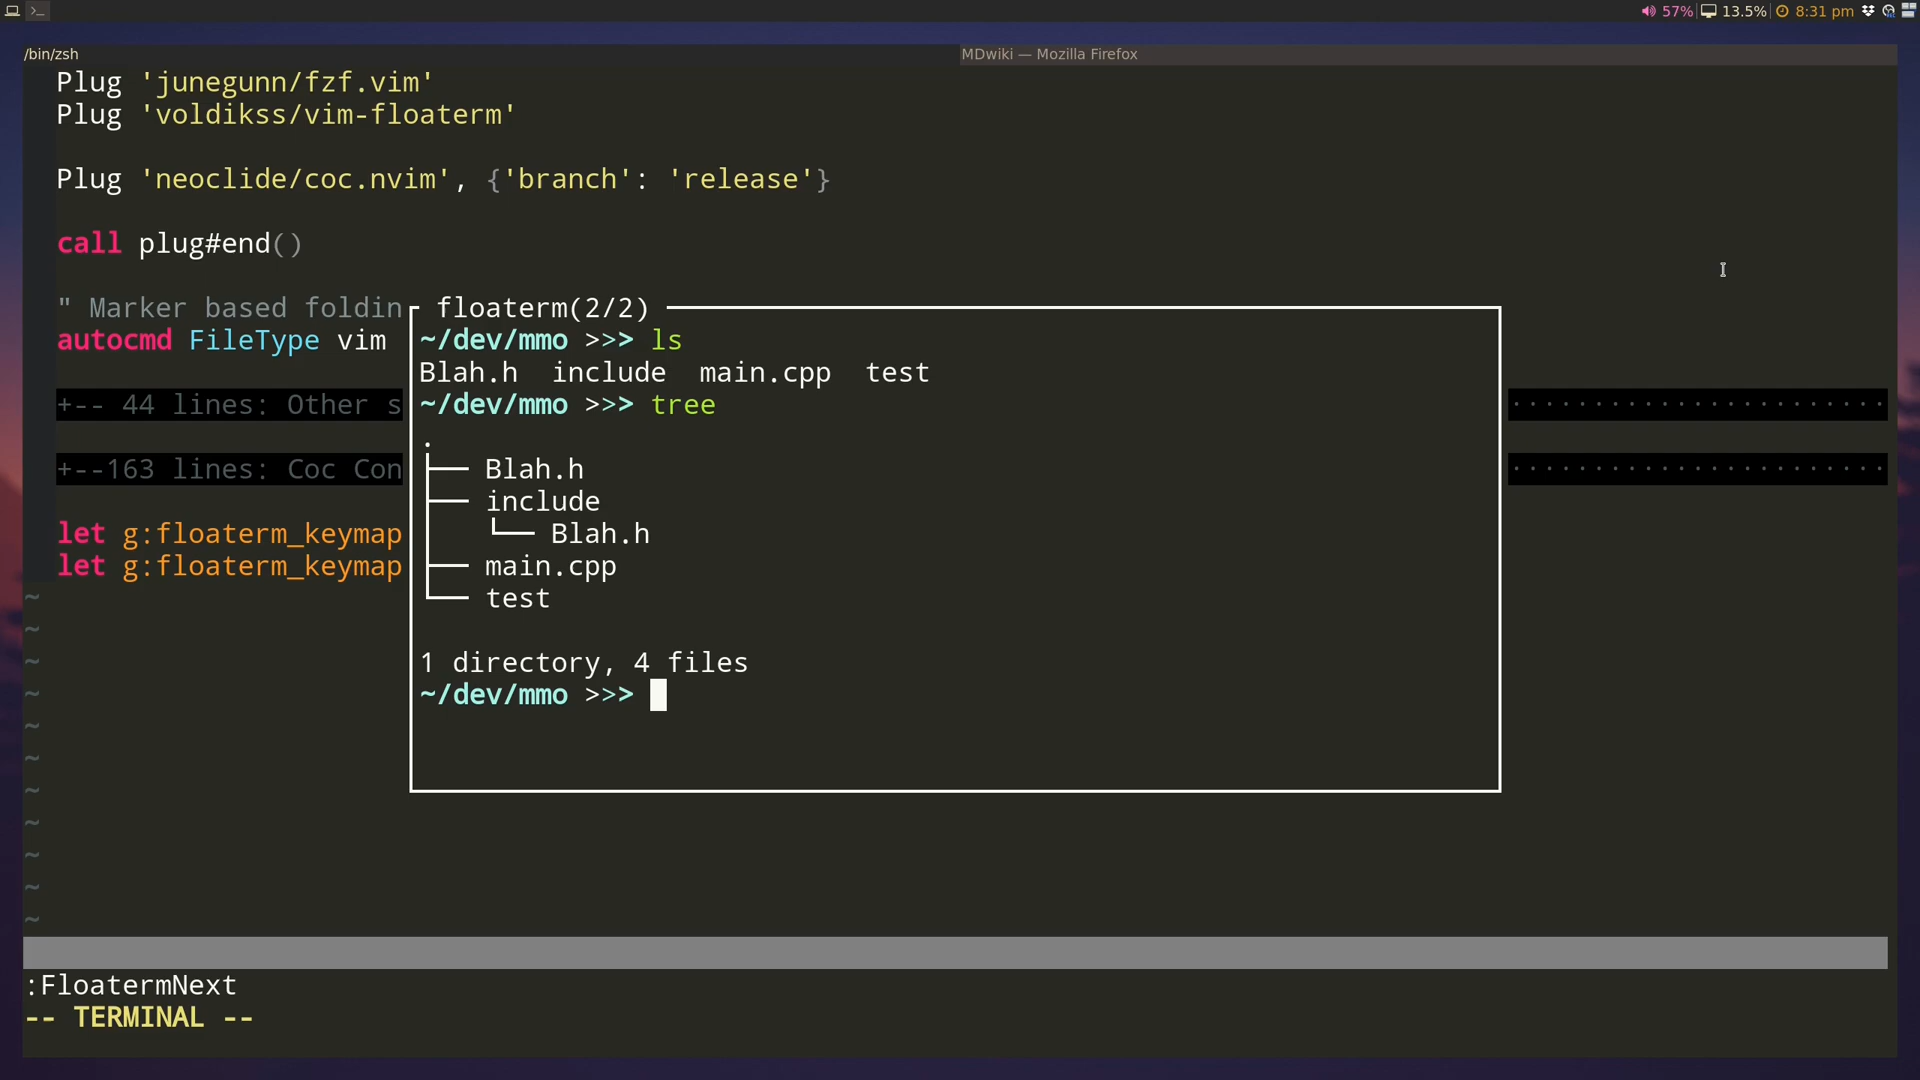 57% 13.5% 8:31 pm
/bin/zsh
MDwiki — Mozilla Firefox
Plug 'junegunn/fzf.vim'
Plug 'voldikss/vim-floaterm'
Plug 'neoclide/coc.nvim', {'branch': 'release'}
call plug#end()
" Marker based foldin
autocmd FileType vim
+-- 44 lines: Other s
+--163 lines: Coc Con
let g:floaterm_keymap
let g:floaterm_keymap
floaterm(2/2)
~/dev/mmo >>> ls
Blah.h  include  main.cpp  test
~/dev/mmo >>> tree
.
├── Blah.h
├── include
│   └── Blah.h
├── main.cpp
└── test
1 directory, 4 files
~/dev/mmo >>>
~
~
~
~
~
~
~
~
~
~
~
:FloatermNext
-- TERMINAL --